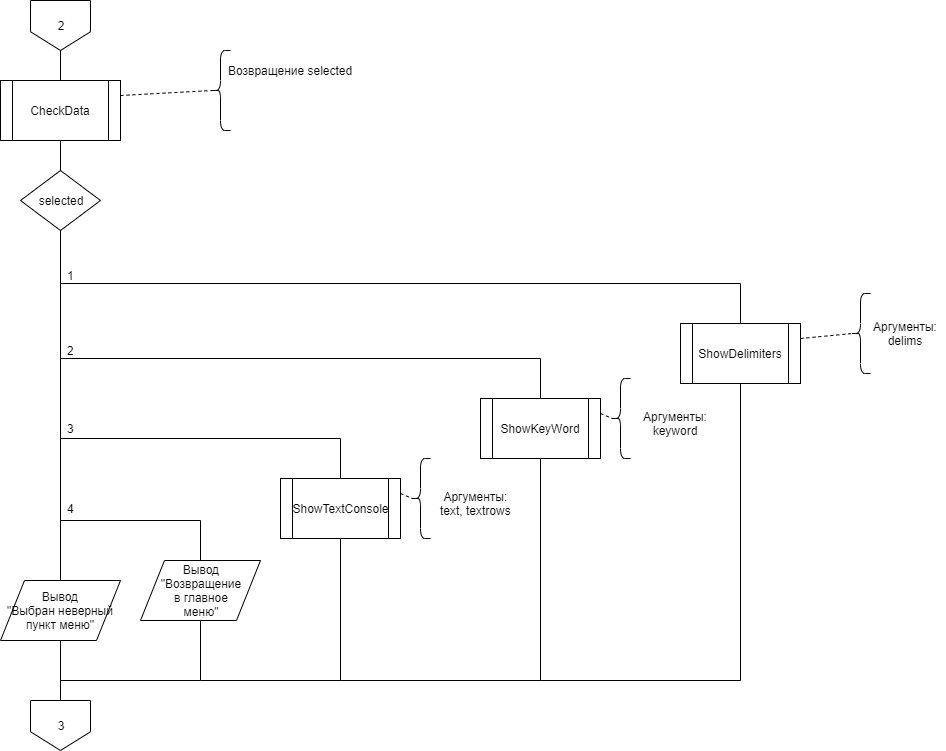 2
Возвращение selected
CheckData
selected
1
Аргументы:
delims
ShowDelimiters
2
Аргументы:
keyword
ShowKeyWord
3
Аргументы:
text, textrows
ShowTextConsole
4
Вывод
"Возвращение
в главное
меню"
Вывод
"Выбран неверный
пункт меню"
3